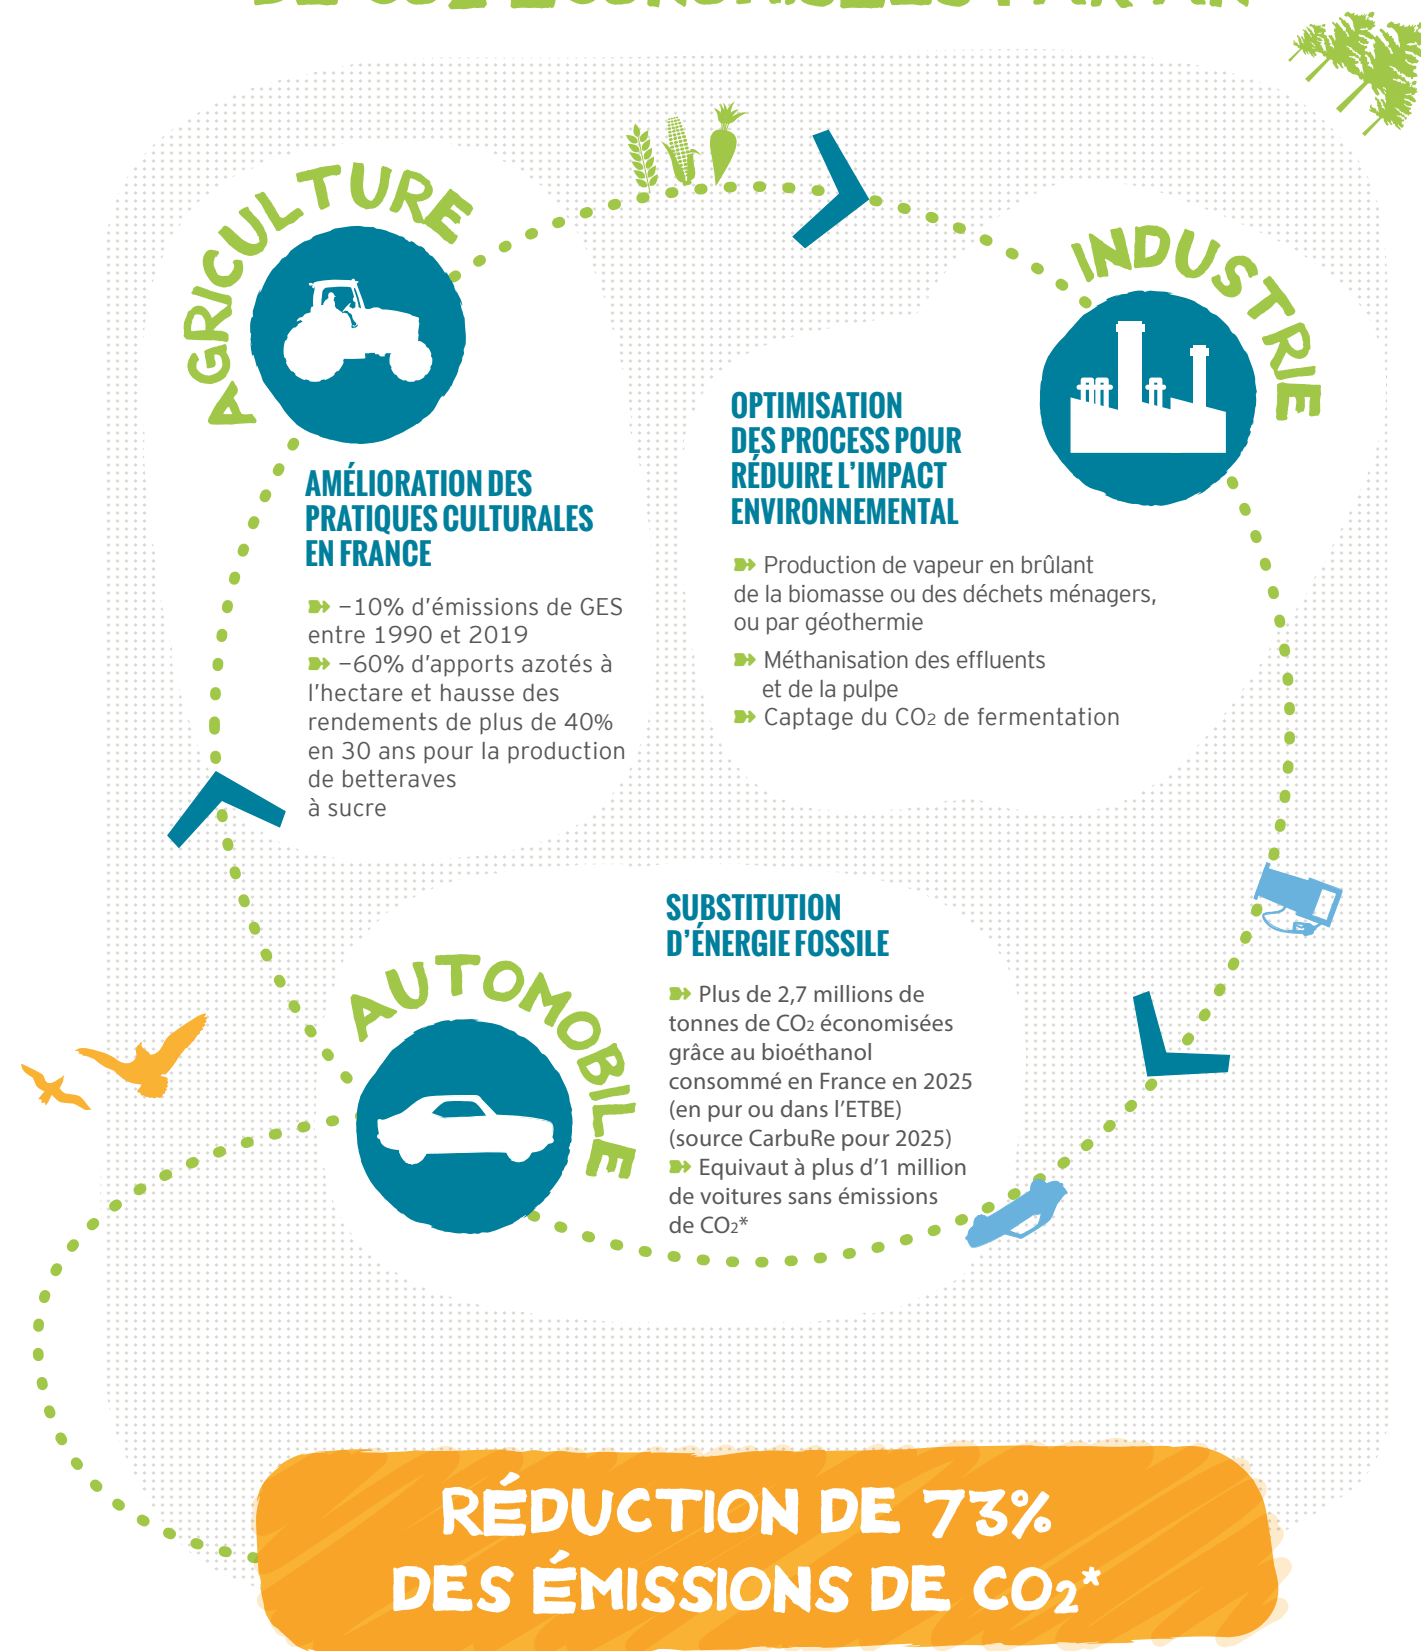 DE CO2 ÉCONOMISÉES PAR AN
AGRICULTURE
AMÉLIORATION DES
PRATIQUES CULTURALES
EN FRANCE
–10% d’émissions de GES
entre 1990 et 2019
–60% d’apports azotés à
l’hectare et hausse des
rendements de plus de 40%
en 30 ans pour la production
de betteraves
à sucre
INDUSTRIE
OPTIMISATION
DES PROCESS POUR
RÉDUIRE L’IMPACT
ENVIRONNEMENTAL
Production de vapeur en brûlant
de la biomasse ou des déchets ménagers,
ou par géothermie
Méthanisation des effluents
et de la pulpe
Captage du CO2 de fermentation
AUTOMOBILE
SUBSTITUTION
D’ÉNERGIE FOSSILE
Plus de 2,7 millions de
tonnes de CO2 économisées
grâce au bioéthanol
consommé en France en 2025
(en pur ou dans l’ETBE)
(source CarbuRe pour 2025)
Equivaut à plus d’1 million
de voitures sans émissions
de CO2*
RÉDUCTION DE 73%
DES ÉMISSIONS DE CO2*